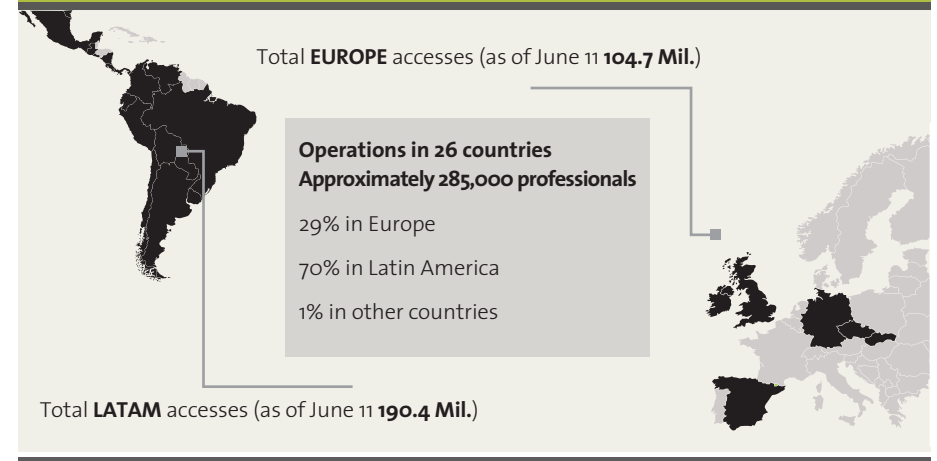 Total EUROPE accesses (as of June 11 104.7 Mil.)
Operations in 26 countries
Approximately 285,000 professionals
29% in Europe
70% in Latin America
1% in other countries
Total LATAM accesses (as of June 11 190.4 Mil.)